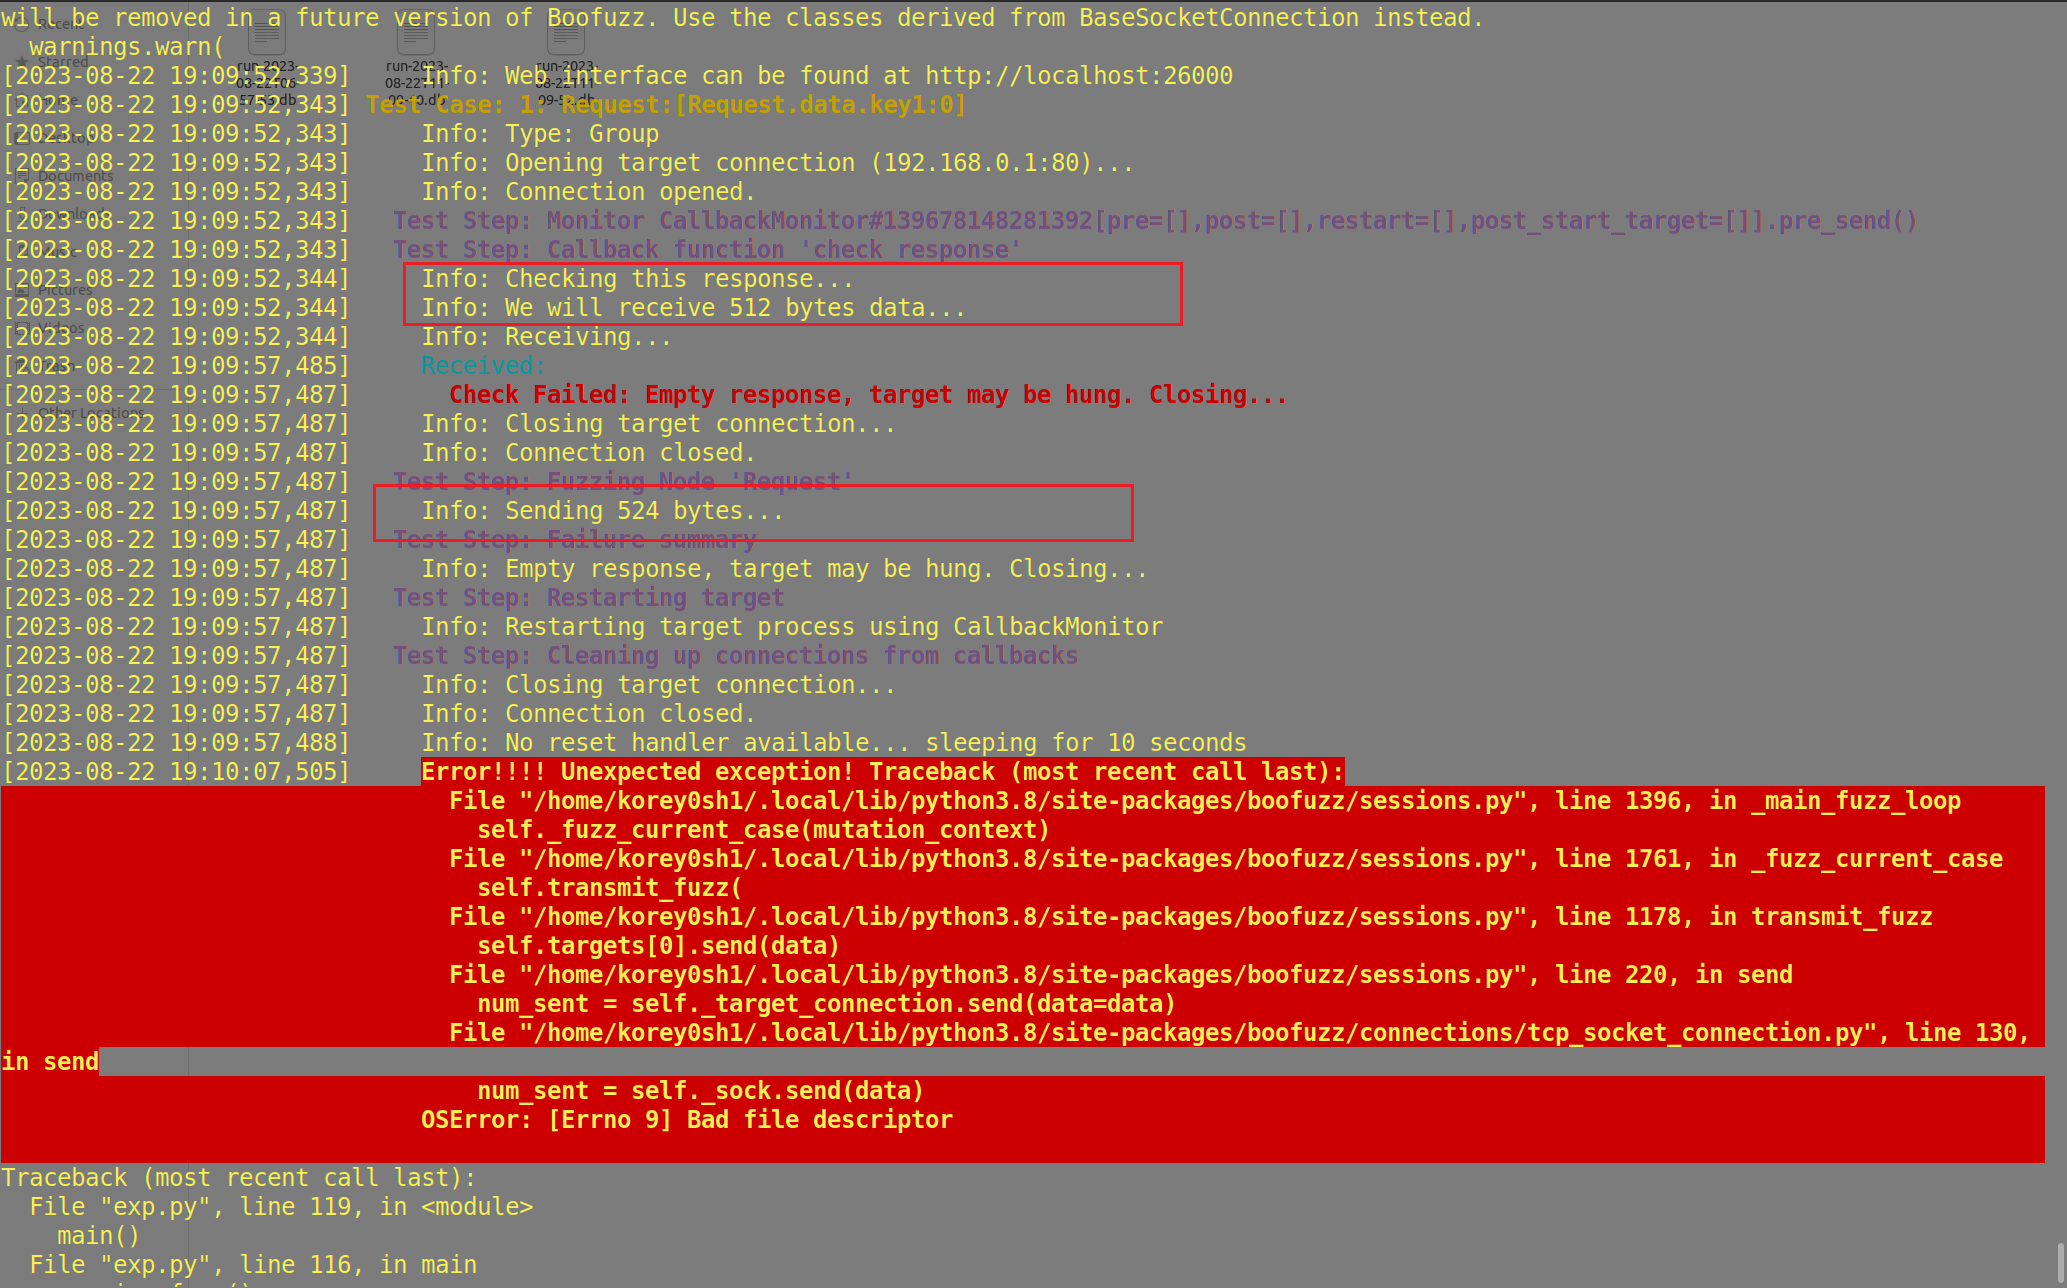 will be removed in a future version of Boofuzz. Use the classes derived from BaseSocketConnection instead.
  warnings.warn(
[2023-08-22 19:09:52,339]     Info: Web interface can be found at http://localhost:26000
[2023-08-22 19:09:52,343] Test Case: 1: Request:[Request.data.key1:0]
[2023-08-22 19:09:52,343]     Info: Type: Group
[2023-08-22 19:09:52,343]     Info: Opening target connection (192.168.0.1:80)...
[2023-08-22 19:09:52,343]     Info: Connection opened.
[2023-08-22 19:09:52,343]   Test Step: Monitor CallbackMonitor#139678148281392[pre=[],post=[],restart=[],post_start_target=[]].pre_send()
[2023-08-22 19:09:52,343]   Test Step: Callback function 'check response'
[2023-08-22 19:09:52,344]     Info: Checking this response...
[2023-08-22 19:09:52,344]     Info: We will receive 512 bytes data...
[2023-08-22 19:09:52,344]     Info: Receiving...
[2023-08-22 19:09:57,485]     Received:
[2023-08-22 19:09:57,487]       Check Failed: Empty response, target may be hung. Closing...
[2023-08-22 19:09:57,487]     Info: Closing target connection...
[2023-08-22 19:09:57,487]     Info: Connection closed.
[2023-08-22 19:09:57,487]   Test Step: Fuzzing Node 'Request'
[2023-08-22 19:09:57,487]     Info: Sending 524 bytes...
[2023-08-22 19:09:57,487]   Test Step: Failure summary
[2023-08-22 19:09:57,487]     Info: Empty response, target may be hung. Closing...
[2023-08-22 19:09:57,487]   Test Step: Restarting target
[2023-08-22 19:09:57,487]     Info: Restarting target process using CallbackMonitor
[2023-08-22 19:09:57,487]   Test Step: Cleaning up connections from callbacks
[2023-08-22 19:09:57,487]     Info: Closing target connection...
[2023-08-22 19:09:57,487]     Info: Connection closed.
[2023-08-22 19:09:57,488]     Info: No reset handler available... sleeping for 10 seconds
[2023-08-22 19:10:07,505]     Error!!!! Unexpected exception! Traceback (most recent call last):
File "/home/korey0sh1/.local/lib/python3.8/site-packages/boofuzz/sessions.py", line 1396, in _main_fuzz_loop
self._fuzz_current_case(mutation_context)
File "/home/korey0sh1/.local/lib/python3.8/site-packages/boofuzz/sessions.py", line 1761, in _fuzz_current_case
self.transmit_fuzz(
File "/home/korey0sh1/.local/lib/python3.8/site-packages/boofuzz/sessions.py", line 1178, in transmit_fuzz
self.targets[0].send(data)
File "/home/korey0sh1/.local/lib/python3.8/site-packages/boofuzz/sessions.py", line 220, in send
num_sent = self._target_connection.send(data=data)
File "/home/korey0sh1/.local/lib/python3.8/site-packages/boofuzz/connections/tcp_socket_connection.py", line 130,
in send
num_sent = self._sock.send(data)
OSError: [Errno 9] Bad file descriptor
Traceback (most recent call last):
  File "exp.py", line 119, in <module>
    main()
  File "exp.py", line 116, in main
Recent
Starred
Documents
Pictures
Videos
Other Locations
run-2023-
run-2023-
08-22T11-
run-2023-
08-22T11-